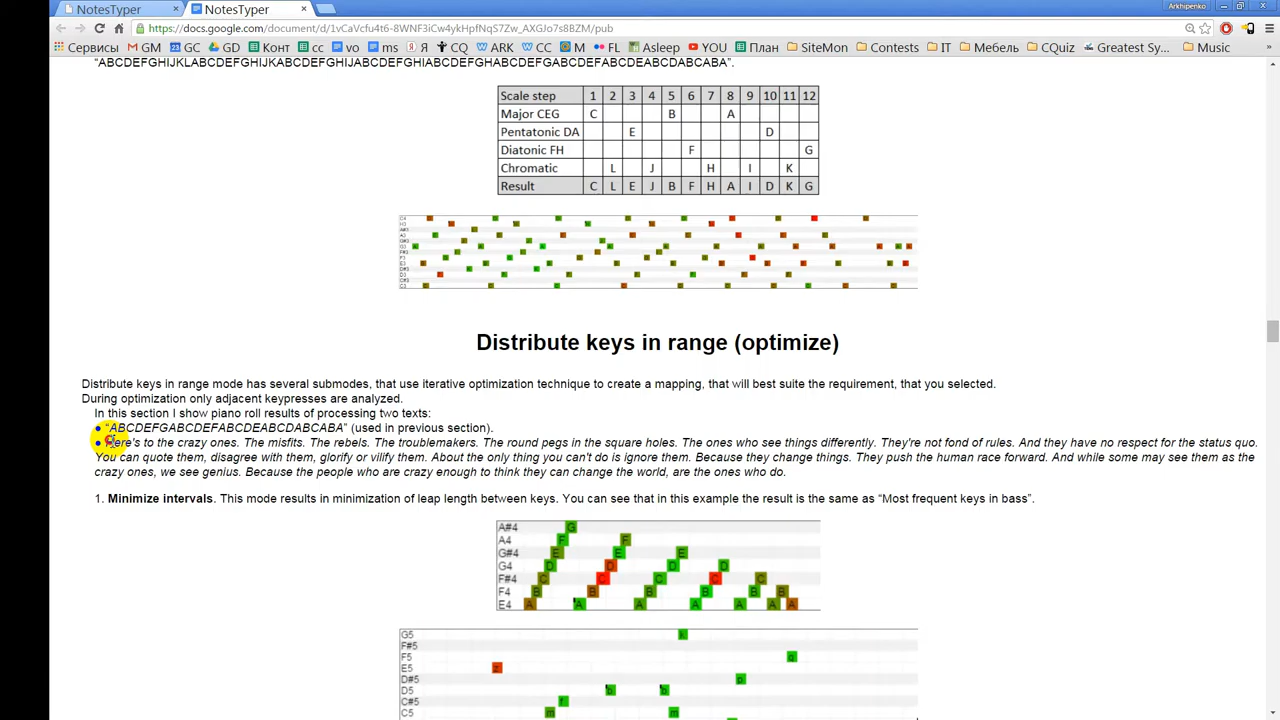 NotesTyper
NotesTyper
Arkhipenko
https://docs.google.com/document/d/1vCaVcfu4t6-8WNF3iCw4ykHpfNqS7Zw_AXGJo7s8BZM/pub
Сервисы GM GC GD Конт cc vo ms Я CQ ARK CC M FL Asleep YOU План SiteMon Contests IT Мебель CQuiz Greatest Sy... Music
“ABCDEFGHIJKLABCDEFGHIJKABCDEFGHIJABCDEFGHIABCDEFGHABCDEFGABCDEFABCDEABCDABCABA”.
Scale step 1 2 3 4 5 6 7 8 9 10 11 12
Major CEG C B A
Pentatonic DA E D
Diatonic FH F G
Chromatic L J H I K
Result C L E J B F H A I D K G
Distribute keys in range (optimize)
Distribute keys in range mode has several submodes, that use iterative optimization technique to create a mapping, that will best suite the requirement, that you selected.
During optimization only adjacent keypresses are analyzed.
In this section I show piano roll results of processing two texts:
• “ABCDEFGABCDEFABCDEABCDABCABA” (used in previous section).
• ere's to the crazy ones. The misfits. The rebels. The troublemakers. The round pegs in the square holes. The ones who see things differently. They're not fond of rules. And they have no respect for the status quo.
You can quote them, disagree with them, glorify or vilify them. About the only thing you can't do is ignore them. Because they change things. They push the human race forward. And while some may see them as the
crazy ones, we see genius. Because the people who are crazy enough to think they can change the world, are the ones who do.
1. Minimize intervals. This mode results in minimization of leap length between keys. You can see that in this example the result is the same as “Most frequent keys in bass”.
A#4 G
A4 F F
G#4 E E E
G4 D D D D
F#4 C C C C C
F4 B B B B B B
E4 A A A A A A A
G5 k
F#5
F5 q
E5 z
D#5 p
D5 b b
C#5 f
C5 m m